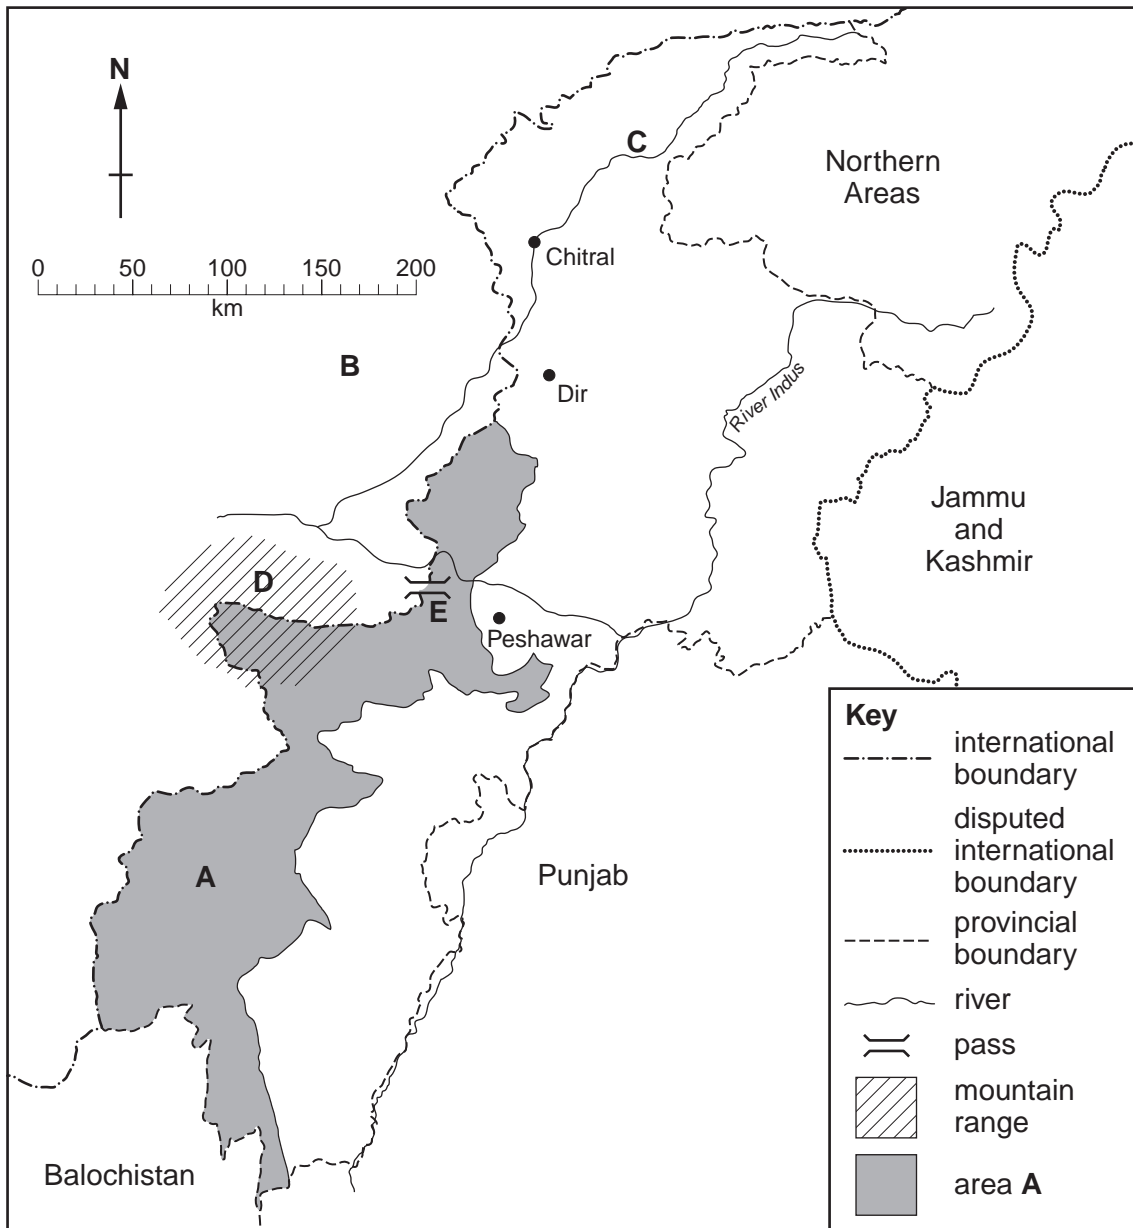 N
C
Northern
Areas
Chitral
0 50 100 150 200
km
B
Dir
River Indus
Jammu
and
Kashmir
D
E
Peshawar
A
Punjab
Balochistan
Key
international
boundary
disputed
international
boundary
provincial
boundary
river
pass
mountain
range
area A